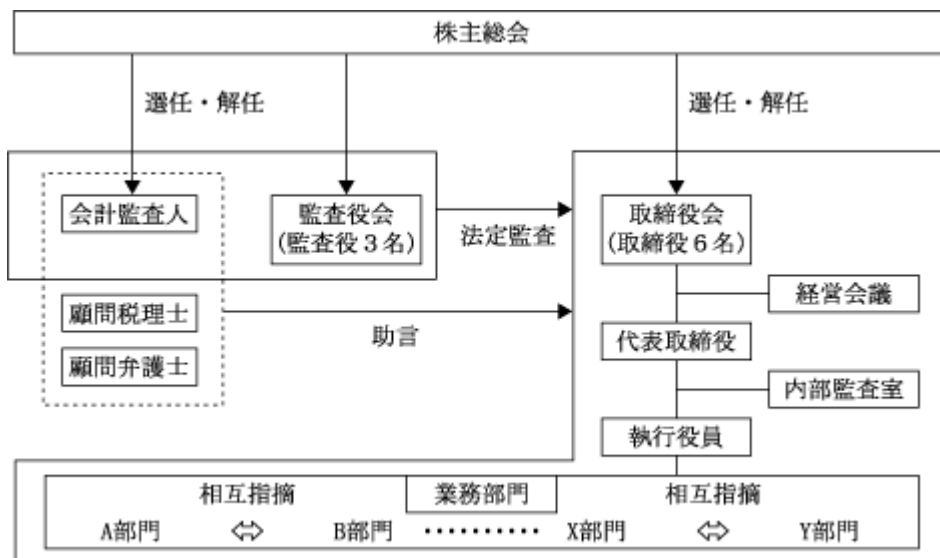 株主総会
選任・解任
選任・解任
会計監査人
監査役会
(監査役3名)
法定監査
取締役会
(取締役6名)
経営会議
顧問税理士
助言
代表取締役
顧問弁護士
内部監査室
執行役員
相互指摘
業務部門
相互指摘
A部門 ⇔ B部門 ・・・・・・・・・・ X部門 ⇔ Y部門